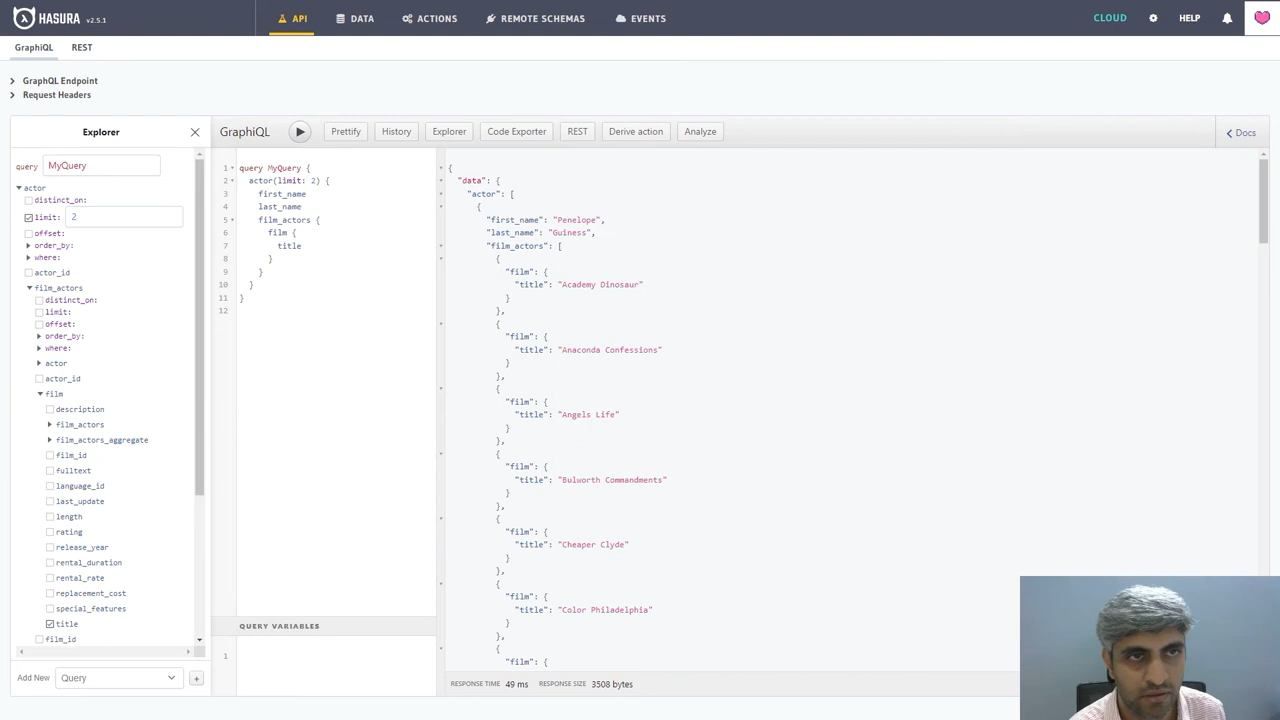 HASURA v2.5.1 API DATA ACTIONS REMOTE SCHEMAS EVENTS CLOUD HELP
GraphiQL REST
GraphQL Endpoint
Request Headers
Explorer
query MyQuery
actor
distinct_on:
limit: 2
offset:
order_by:
where:
actor_id
film_actors
distinct_on:
limit:
offset:
order_by:
where:
actor
actor_id
film
description
film_actors
film_actors_aggregate
film_id
fulltext
language_id
last_update
length
rating
release_year
rental_duration
rental_rate
replacement_cost
special_features
title
film_id
Add New Query +
GraphiQL Prettify History Explorer Code Exporter REST Derive action Analyze Docs
1 query MyQuery {
2 actor(limit: 2) {
3 first_name
4 last_name
5 film_actors {
6 film {
7 title
8 }
9 }
10 }
11 }
12
QUERY VARIABLES
1
{
"data": {
"actor": [
{
"first_name": "Penelope",
"last_name": "Guiness",
"film_actors": [
{
"film": {
"title": "Academy Dinosaur"
}
},
{
"film": {
"title": "Anaconda Confessions"
}
},
{
"film": {
"title": "Angels Life"
}
},
{
"film": {
"title": "Bulworth Commandments"
}
},
{
"film": {
"title": "Cheaper Clyde"
}
},
{
"film": {
"title": "Color Philadelphia"
}
},
{
"film": {
RESPONSE TIME 49 ms RESPONSE SIZE 3508 bytes